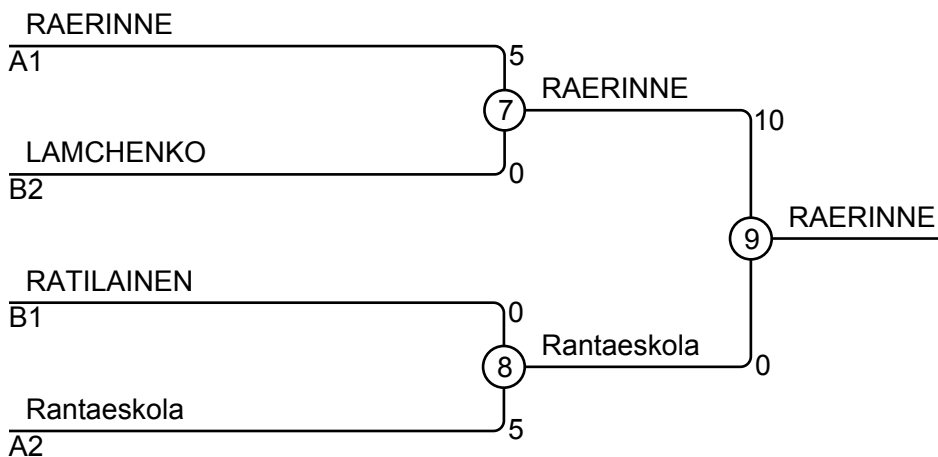 RAERINNE
A1
5
7
RAERINNE
10
LAMCHENKO
B2
0
9
RAERINNE
RATILAINEN
B1
0
8
Rantaeskola
0
Rantaeskola
A2
5